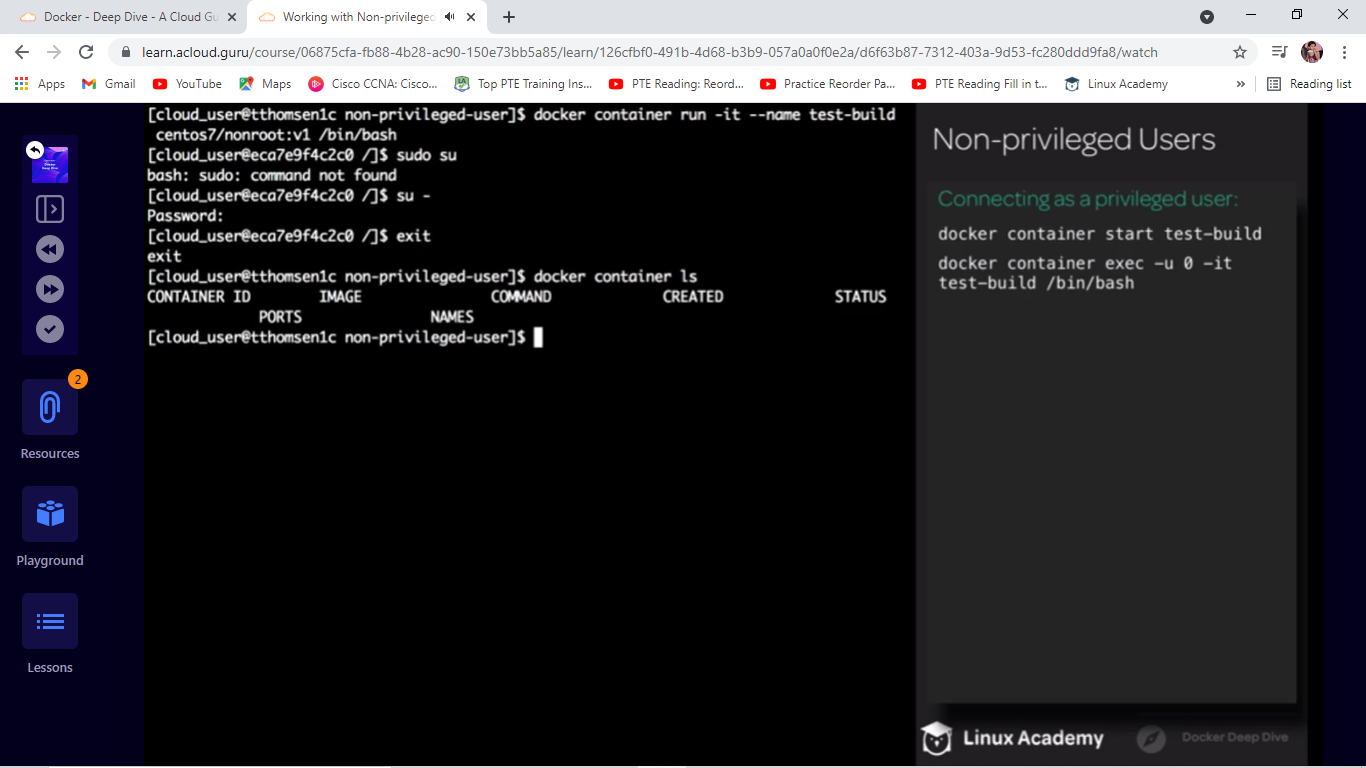 Docker - Deep Dive - A Cloud Gu
Working with Non-privileged
learn.acloud.guru/course/06875cfa-fb88-4b28-ac90-150e73bb5a85/learn/126cfbf0-491b-4d68-b3b9-057a0a0f0e2a/d6f63b87-7312-403a-9d53-fc280ddd9fa8/watch
Apps
Gmail
YouTube
Maps
Cisco CCNA: Cisco...
Top PTE Training Ins...
PTE Reading: Reord...
Practice Reorder Pa...
PTE Reading Fill in t...
Linux Academy
»
Reading list
Docker
Deep Dive
2
Resources
Playground
Lessons
[cloud_user@tthomsen1c non-privileged-user]$ docker container run -it --name test-build
centos7/nonroot:v1 /bin/bash
[cloud_user@eca7e9f4c2c0 /]$ sudo su
bash: sudo: command not found
[cloud_user@eca7e9f4c2c0 /]$ su -
Password:
[cloud_user@eca7e9f4c2c0 /]$ exit
exit
[cloud_user@tthomsen1c non-privileged-user]$ docker container ls
CONTAINER ID IMAGE COMMAND CREATED STATUS
PORTS NAMES
[cloud_user@tthomsen1c non-privileged-user]$
Non-privileged Users
Connecting as a privileged user:
docker container start test-build
docker container exec -u 0 -it
test-build /bin/bash
Linux Academy
Docker Deep Dive